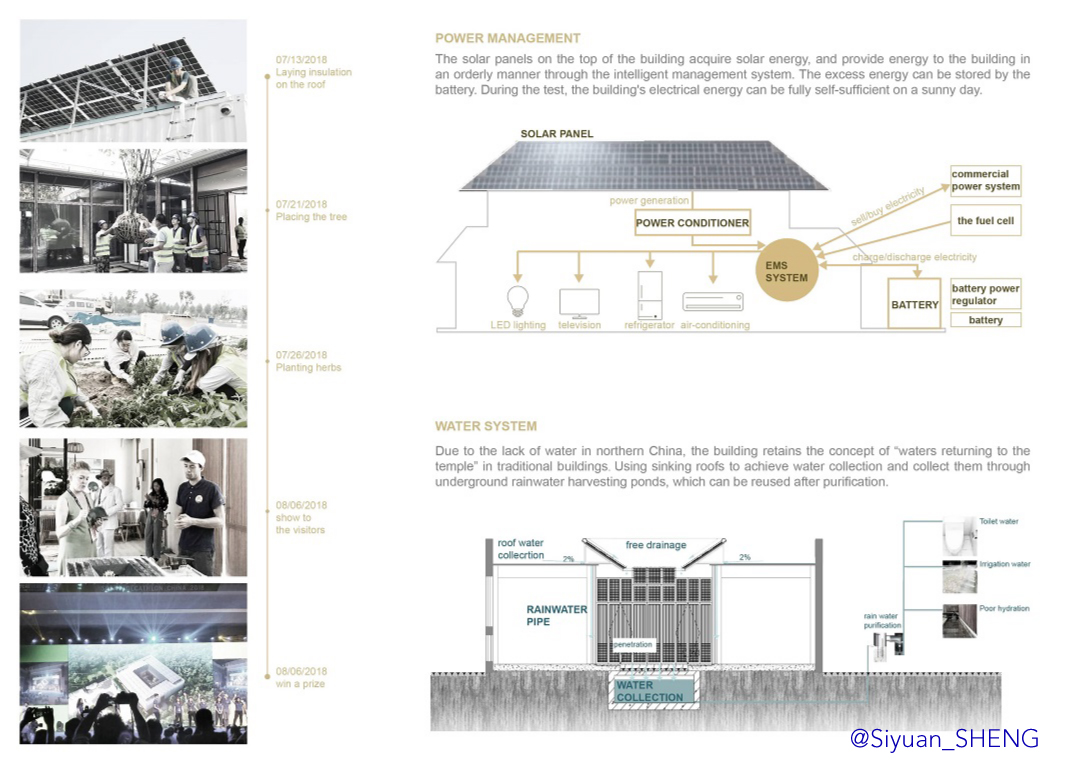 07/13/2018
Laying insulation
on the roof
07/21/2018
Placing the tree
07/26/2018
Planting herbs
08/06/2018
show to
the visitors
08/06/2018
win a prize
POWER MANAGEMENT
The solar panels on the top of the building acquire solar energy, and provide energy to the building in
an orderly manner through the intelligent management system. The excess energy can be stored by the
battery. During the test, the building's electrical energy can be fully self-sufficient on a sunny day.
SOLAR PANEL
power generation
POWER CONDITIONER
sell/buy electricity
commercial
power system
the fuel cell
charge/discharge electricity
EMS
SYSTEM
BATTERY
battery power
regulator
battery
LED lighting
television
refrigerator
air-conditioning
WATER SYSTEM
Due to the lack of water in northern China, the building retains the concept of “waters returning to the
temple” in traditional buildings. Using sinking roofs to achieve water collection and collect them through
underground rainwater harvesting ponds, which can be reused after purification.
roof water
collecrtion
2%
free drainage
2%
Toilet water
Irrigation water
Poor hydration
RAINWATER
PIPE
rain water
purification
penetration
WATER
COLLECTION
@Siyuan_SHENG